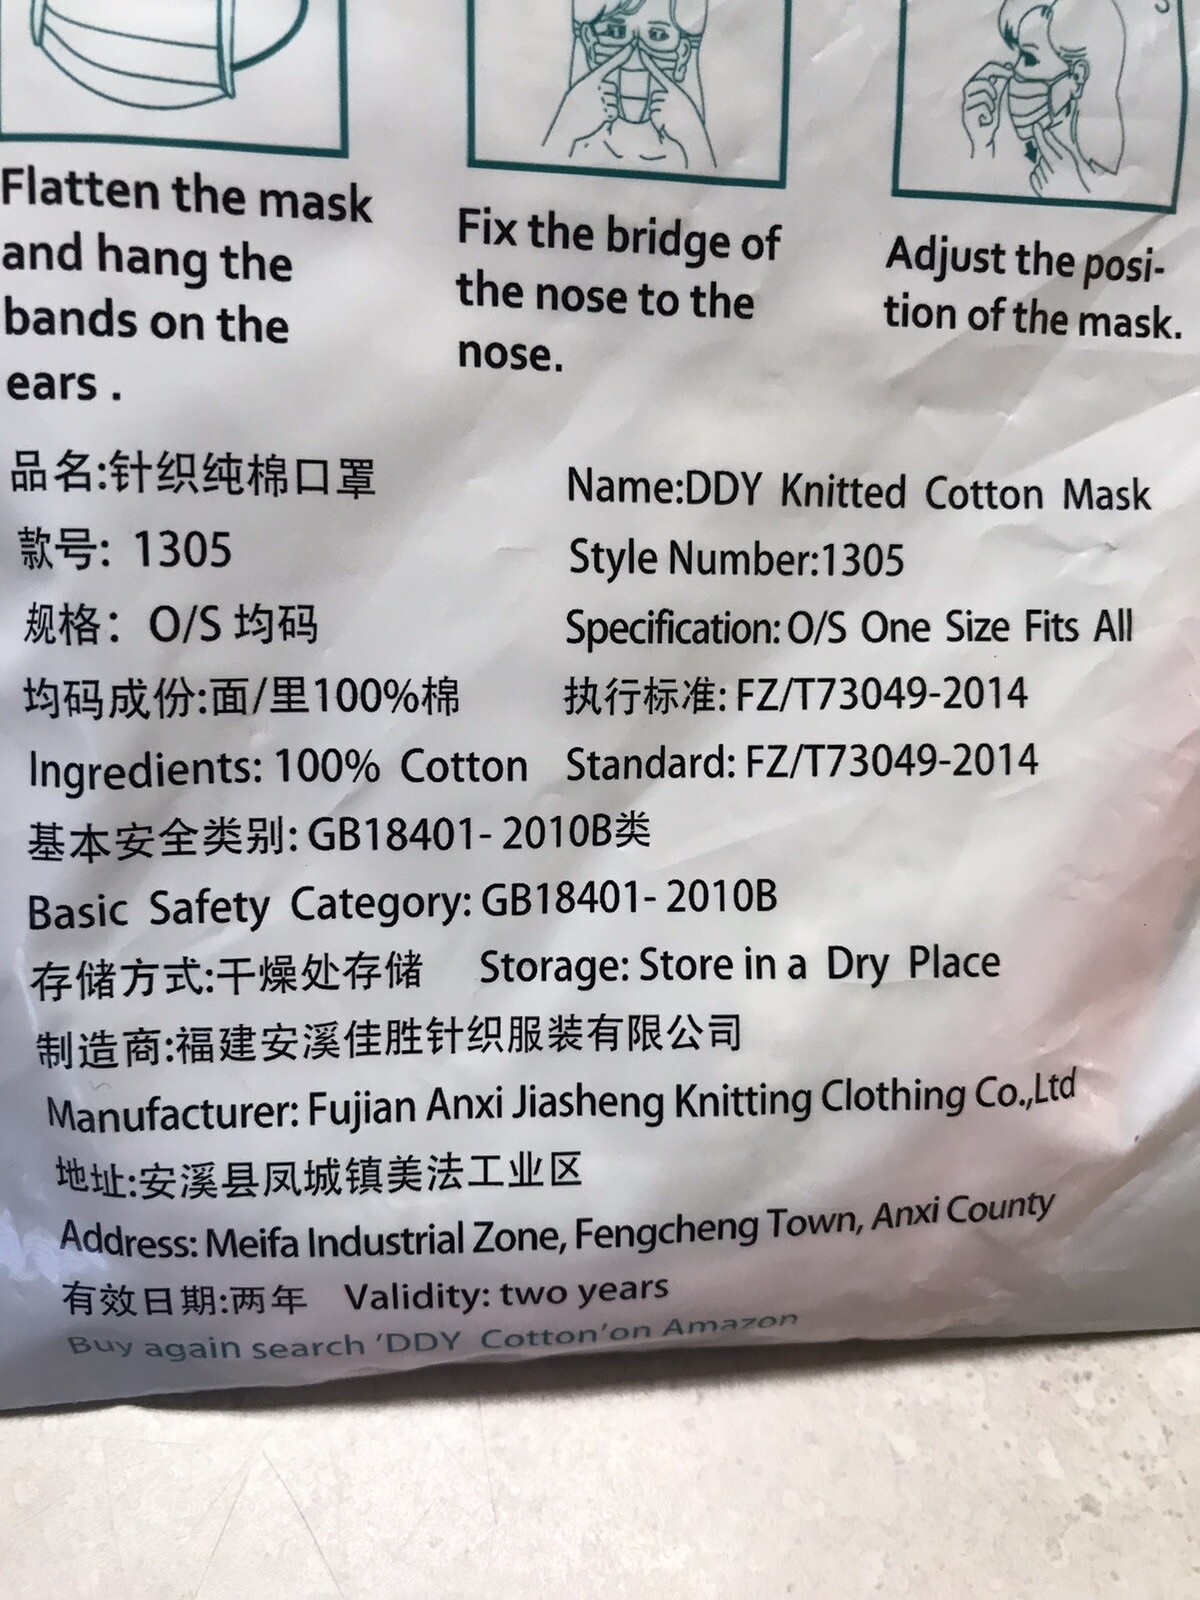 Flatten the mask
and hang the
bands on the
ears .
Fix the bridge of
the nose to the
nose.
Adjust the posi-
tion of the mask.
品名:针织纯棉口罩
Name:DDY Knitted Cotton Mask
款号: 1305
Style Number:1305
规格: O/S 均码
Specification: O/S One Size Fits All
均码成份:面/里100%棉
执行标准: FZ/T73049-2014
Ingredients: 100% Cotton
Standard: FZ/T73049-2014
基本安全类别: GB18401- 2010B类
Basic Safety Category: GB18401- 2010B
存储方式:干燥处存储
Storage: Store in a Dry Place
制造商:福建安溪佳胜针织服装有限公司
Manufacturer: Fujian Anxi Jiasheng Knitting Clothing Co.,Ltd
地址:安溪县凤城镇美法工业区
Address: Meifa Industrial Zone, Fengcheng Town, Anxi County
有效日期:两年
Validity: two years
Buy again search 'DDY Cotton'on Amazon